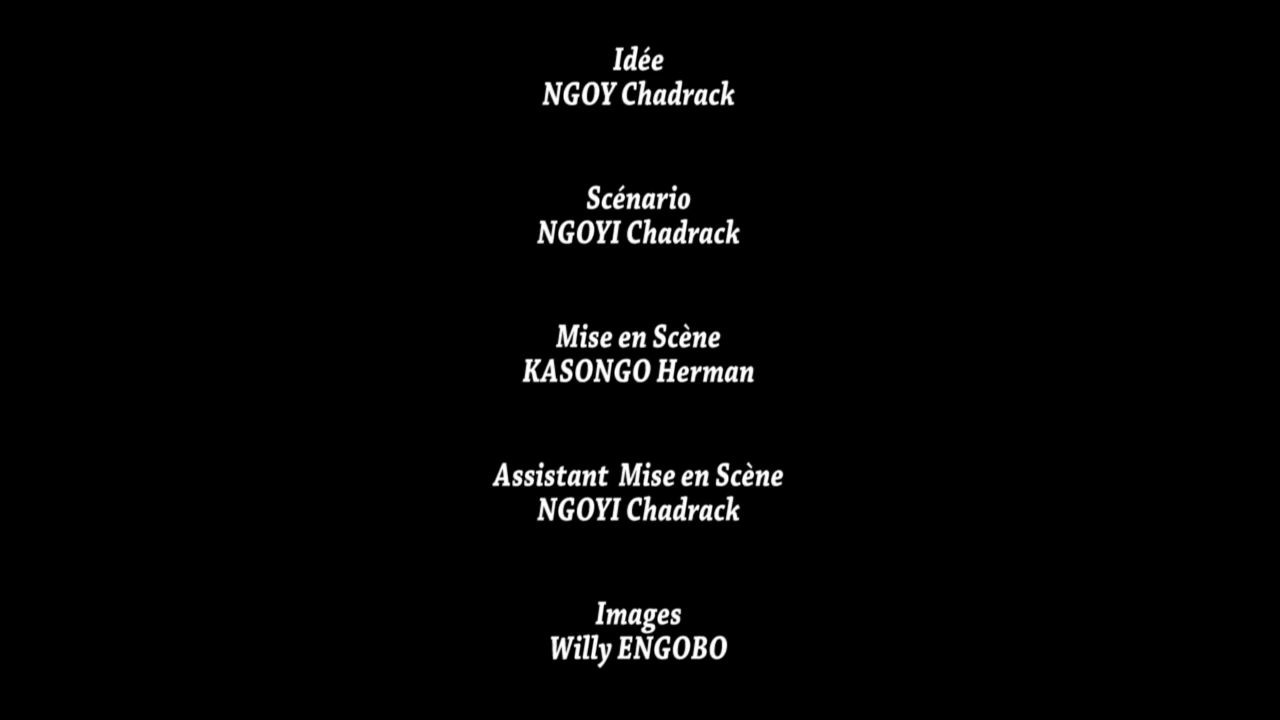 Idée
NGOY Chadrack
Scénario
NGOYI Chadrack
Mise en Scène
KASONGO Herman
Assistant  Mise en Scène
NGOYI Chadrack
Images
Willy ENGOBO